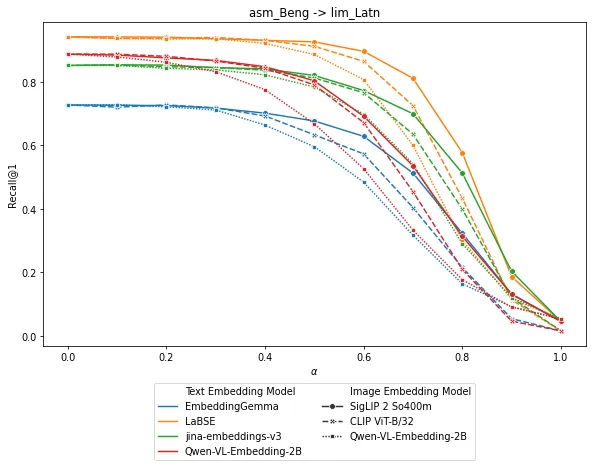 asm_Beng -> lim_Latn
Recall@1
0.8
0.6
0.4
0.2
0.0
0.0 0.2 0.4 0.6 0.8 1.0
α
Text Embedding Model
EmbeddingGemma
LaBSE
jina-embeddings-v3
Qwen-VL-Embedding-2B
Image Embedding Model
SigLIP 2 So400m
CLIP ViT-B/32
Qwen-VL-Embedding-2B